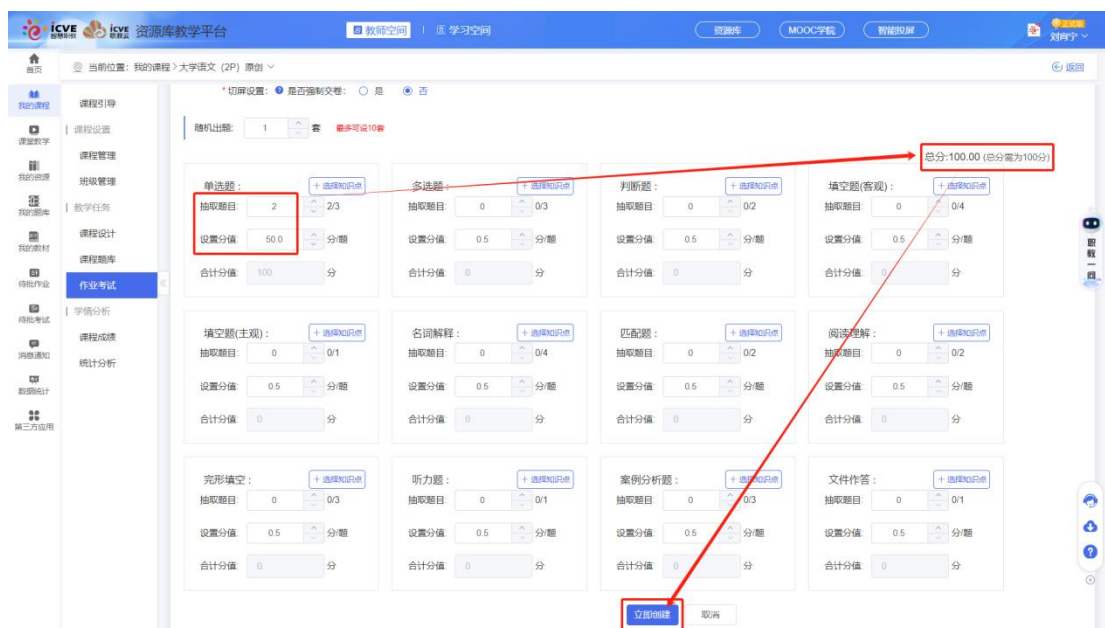 icve 智慧职教 icve 职教云 资源库教学平台 教师空间 学习空间 资源库 MOOC学院 智能投屏 正式版 刘宁宁
首页 当前位置: 我的课程 > 大学语文 (2P) 原创 返回
我的课程
课堂教学
我的资源
我的题库
我的教材
待批作业
待批考试
消息通知
数据统计
第三方应用
课程引导
课程设置
课程管理
班级管理
教学任务
课程设计
课程题库
作业考试
学情分析
课程成绩
统计分析
* 切屏设置: 是否强制交卷: 是 否
随机出题: 1 套 最多可设10套
总分:100.00 (总分需为100分)
单选题 : + 选择知识点 多选题 : + 选择知识点 判断题 : + 选择知识点 填空题(客观) : + 选择知识点
抽取题目: 2 2/3 抽取题目: 0 0/3 抽取题目: 0 0/2 抽取题目: 0 0/4
设置分值: 50.0 分/题 设置分值: 0.5 分/题 设置分值: 0.5 分/题 设置分值: 0.5 分/题
合计分值: 100 分 合计分值: 0 分 合计分值: 0 分 合计分值: 0 分
填空题(主观) : + 选择知识点 名词解释 : + 选择知识点 匹配题 : + 选择知识点 阅读理解 : + 选择知识点
抽取题目: 0 0/1 抽取题目: 0 0/4 抽取题目: 0 0/2 抽取题目: 0 0/2
设置分值: 0.5 分/题 设置分值: 0.5 分/题 设置分值: 0.5 分/题 设置分值: 0.5 分/题
合计分值: 0 分 合计分值: 0 分 合计分值: 0 分 合计分值: 0 分
完形填空 : + 选择知识点 听力题 : + 选择知识点 案例分析题 : + 选择知识点 文件作答 : + 选择知识点
抽取题目: 0 0/3 抽取题目: 0 0/1 抽取题目: 0 0/3 抽取题目: 0 0/1
设置分值: 0.5 分/题 设置分值: 0.5 分/题 设置分值: 0.5 分/题 设置分值: 0.5 分/题
合计分值: 0 分 合计分值: 0 分 合计分值: 0 分 合计分值: 0 分
立即创建 取消
职教一问